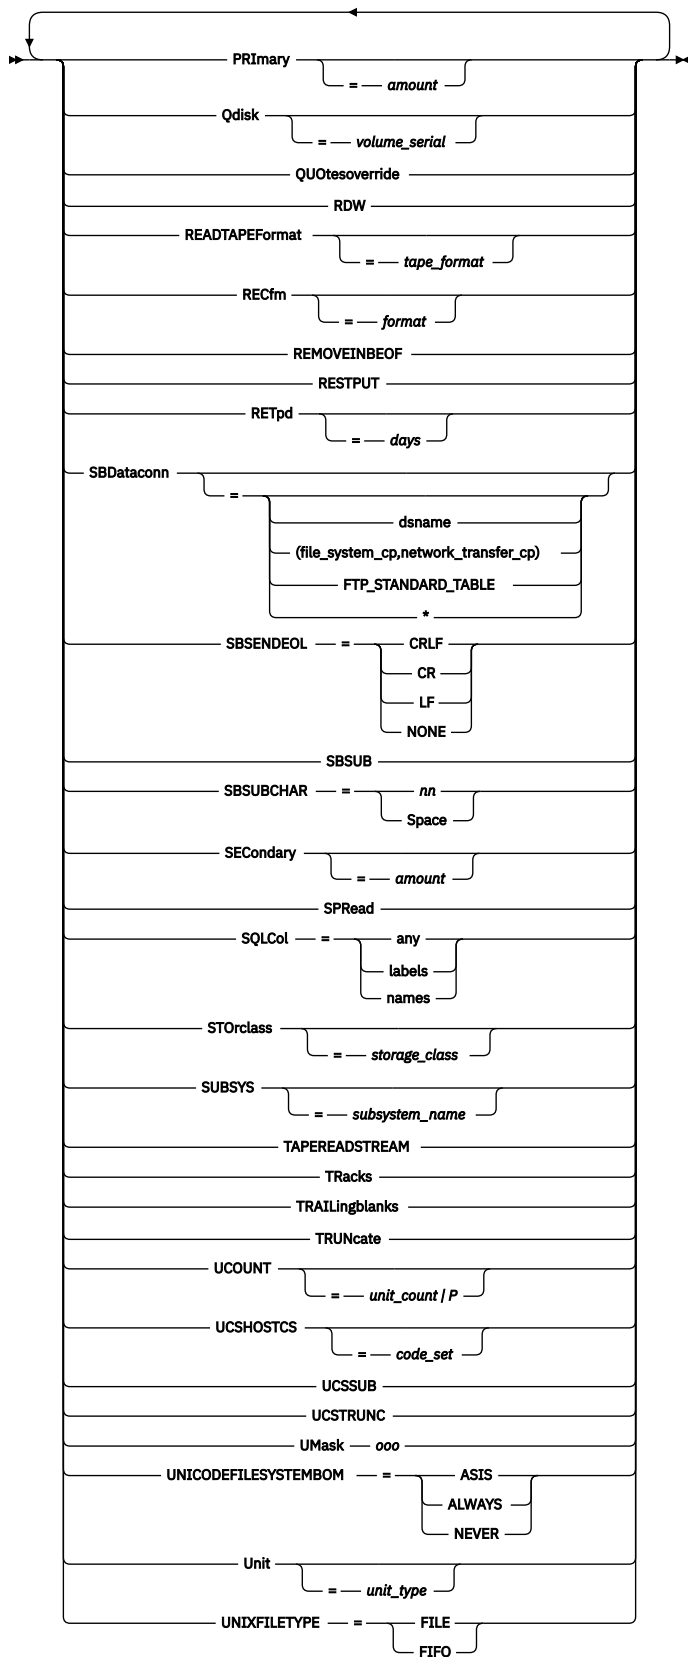 PRImary
= amount
Qdisk
= volume_serial
QUOtesoverride
RDW
READTAPEFormat
= tape_format
RECfm
= format
REMOVEINBEOF
RESTPUT
RETpd
= days
SBDataconn
=
dsname
(file_system_cp,network_transfer_cp)
FTP_STANDARD_TABLE
*
SBSENDEOL = CRLF
CR
LF
NONE
SBSUB
SBSUBCHAR = nn
Space
SECondary
= amount
SPRead
SQLCol = any
labels
names
STOrclass
= storage_class
SUBSYS
= subsystem_name
TAPEREADSTREAM
TRacks
TRAILingblanks
TRUNcate
UCOUNT
= unit_count | P
UCSHOSTCS
= code_set
UCSSUB
UCSTRUNC
UMask ooo
UNICODEFILESYSTEMBOM = ASIS
ALWAYS
NEVER
Unit
= unit_type
UNIXFILETYPE = FILE
FIFO